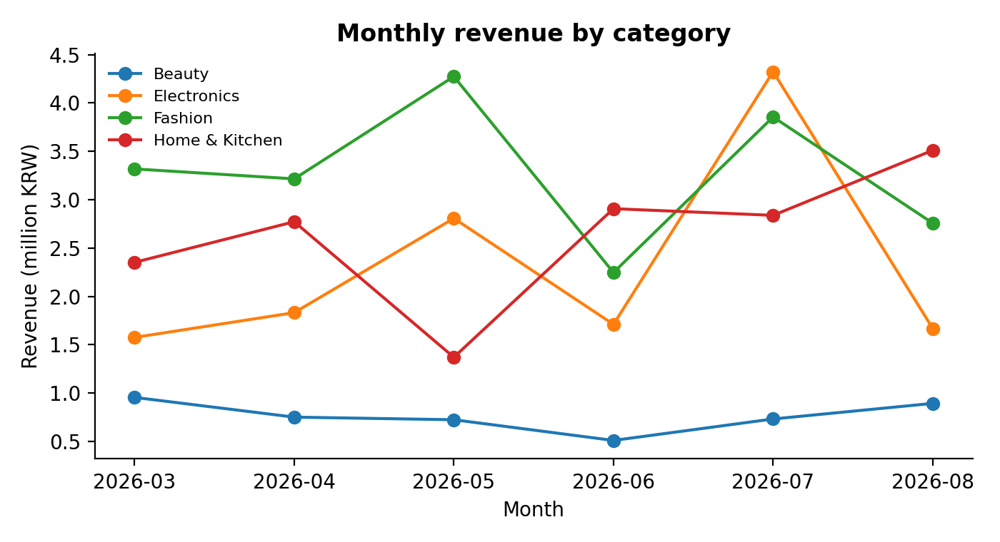 Monthly revenue by category
4.5
4.0
3.5
3.0
2.5
2.0
1.5
1.0
0.5
Revenue (million KRW)
Beauty
Electronics
Fashion
Home & Kitchen
2026-03 2026-04 2026-05 2026-06 2026-07 2026-08
Month